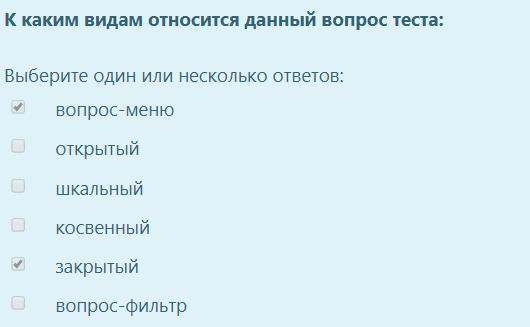 К каким видам относится данный вопрос теста:
Выберите один или несколько ответов:
вопрос-меню
открытый
шкальный
косвенный
закрытый
вопрос-фильтр